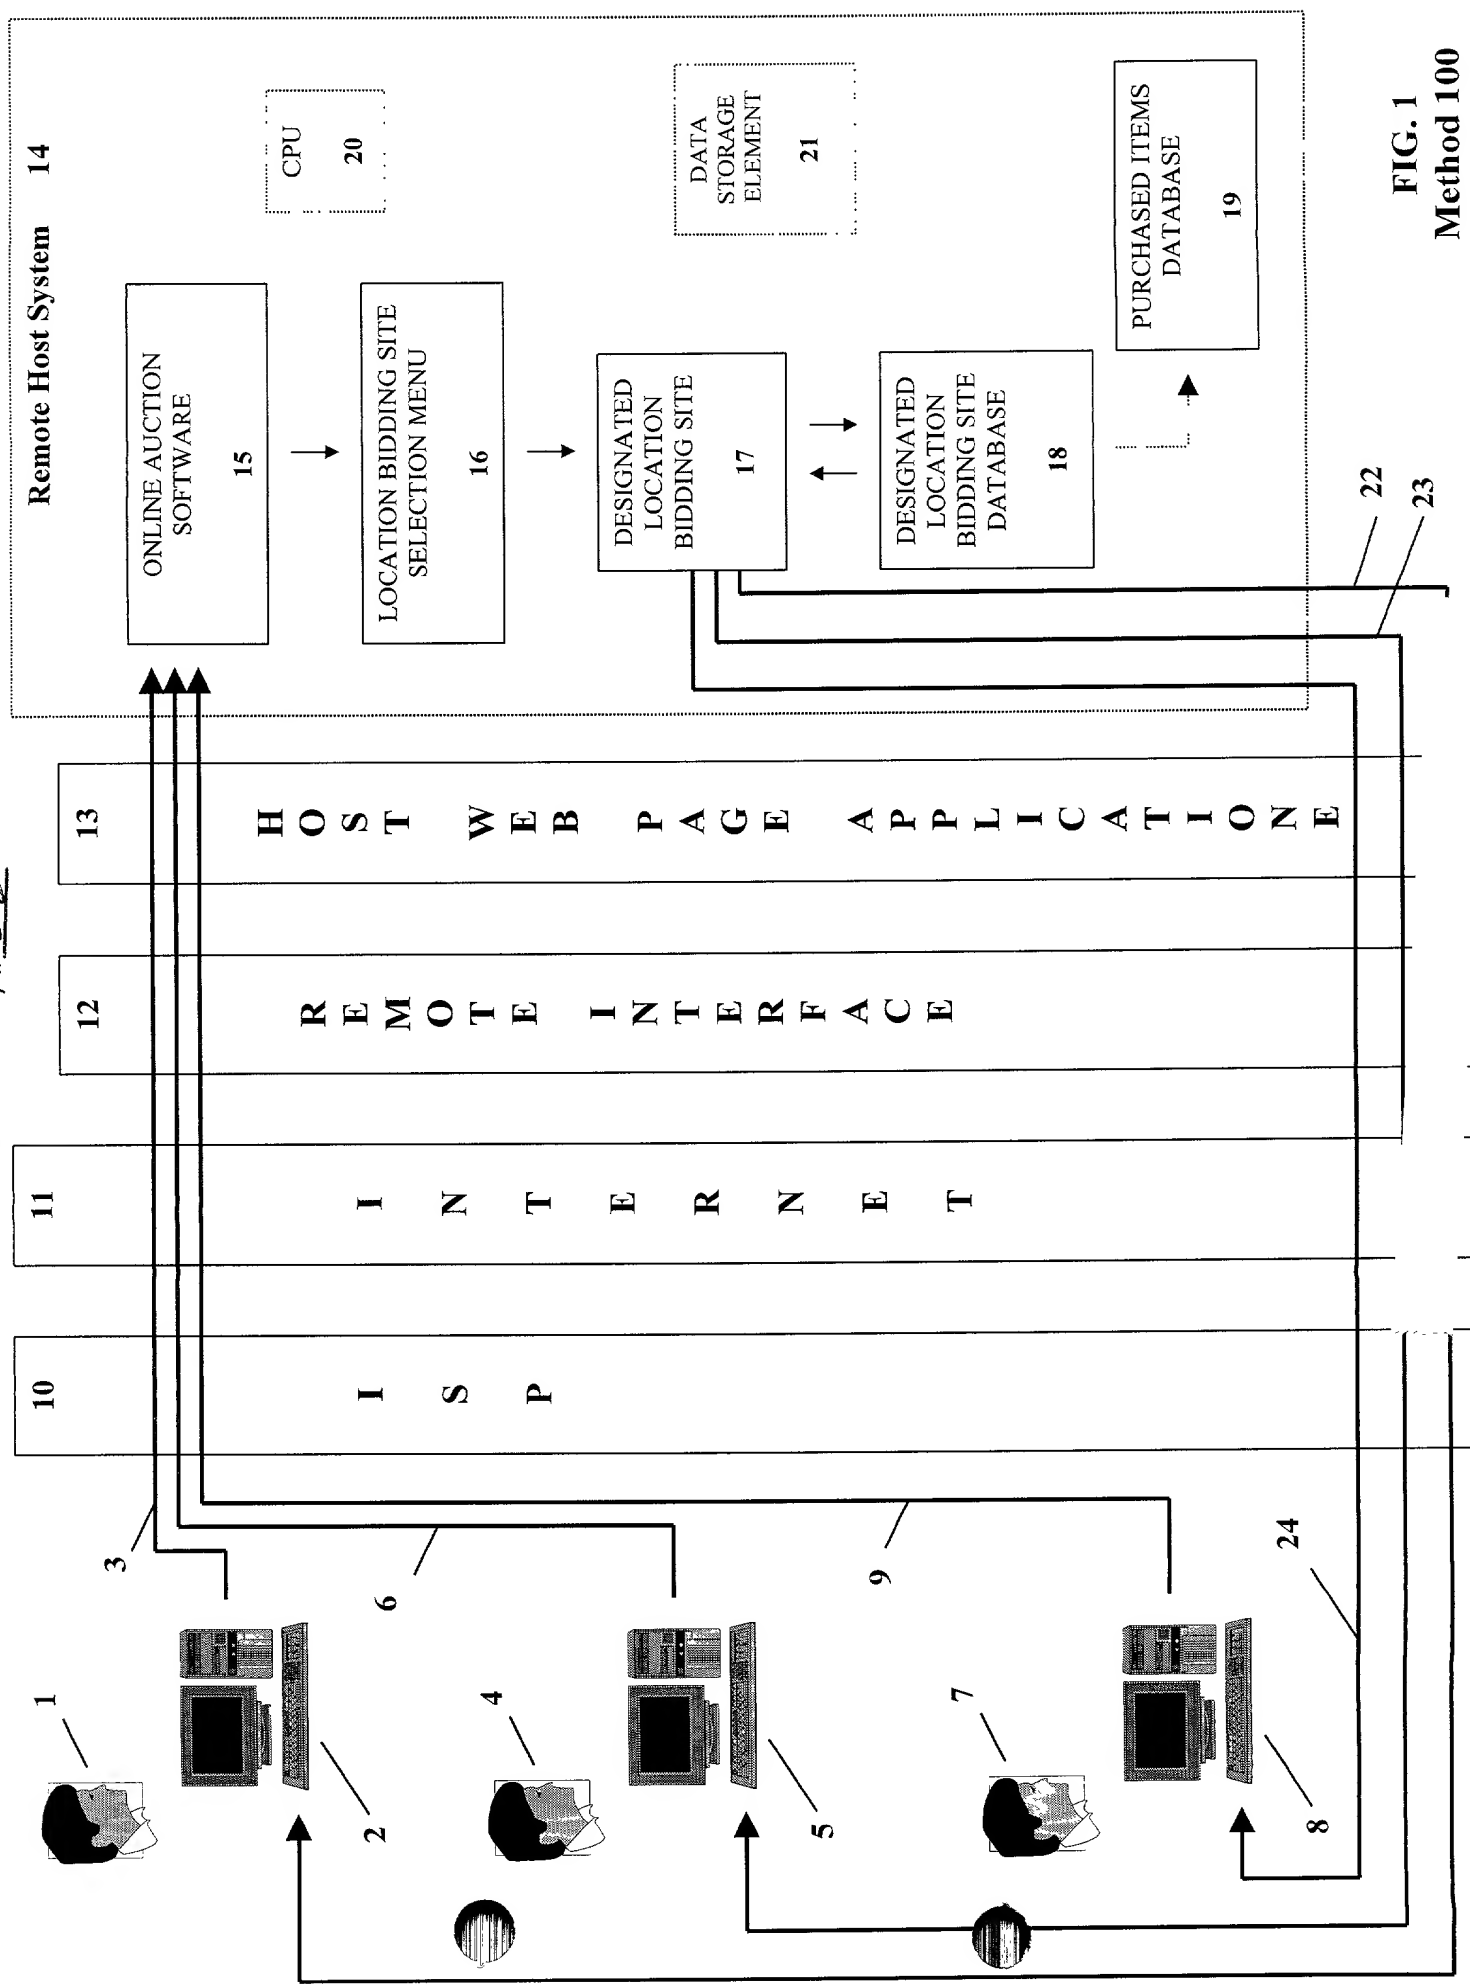 Remote Host System 14
ONLINE AUCTION
SOFTWARE
15
CPU
20
LOCATION BIDDING SITE
SELECTION MENU
16
DESIGNATED
LOCATION
BIDDING SITE
17
DATA
STORAGE
ELEMENT
21
DESIGNATED
LOCATION
BIDDING SITE
DATABASE
18
PURCHASED ITEMS
DATABASE
19
22
23
13
HOST WEB PAGE APPLICATIONE
12
REMOTE INTERFACE
11
INTERNET
10
ISP
3
6
9
24
1
2
4
5
7
8
FIG. 1
Method 100